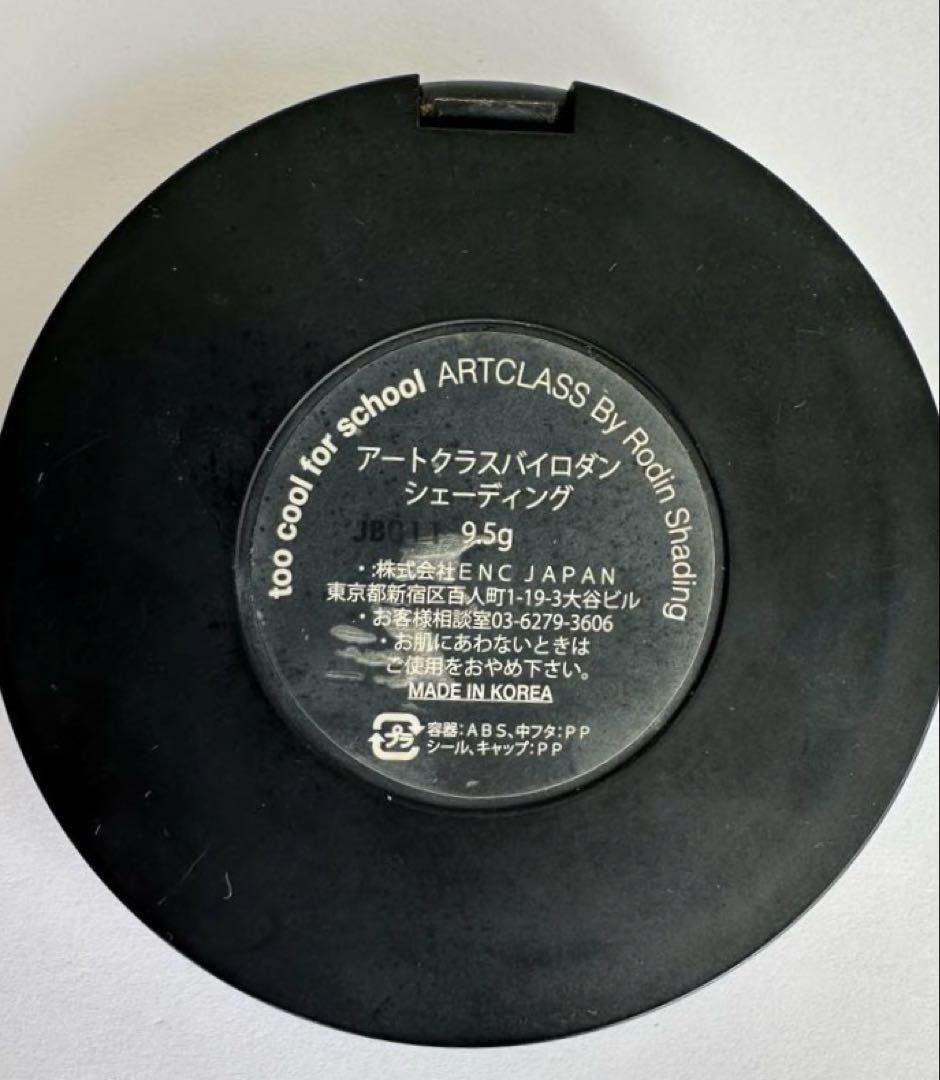 too cool for school ARTCLASS By Rodin Shading
アートクラスバイロダン
シェーディング
JB011 9.5g
・:株式会社ENC JAPAN
東京都新宿区百人町1-19-3大谷ビル
・お客様相談室03-6279-3606
・お肌にあわないときは
ご使用をおやめ下さい。
MADE IN KOREA
プラ 容器:ABS、中フタ:PP
シール、キャップ:PP